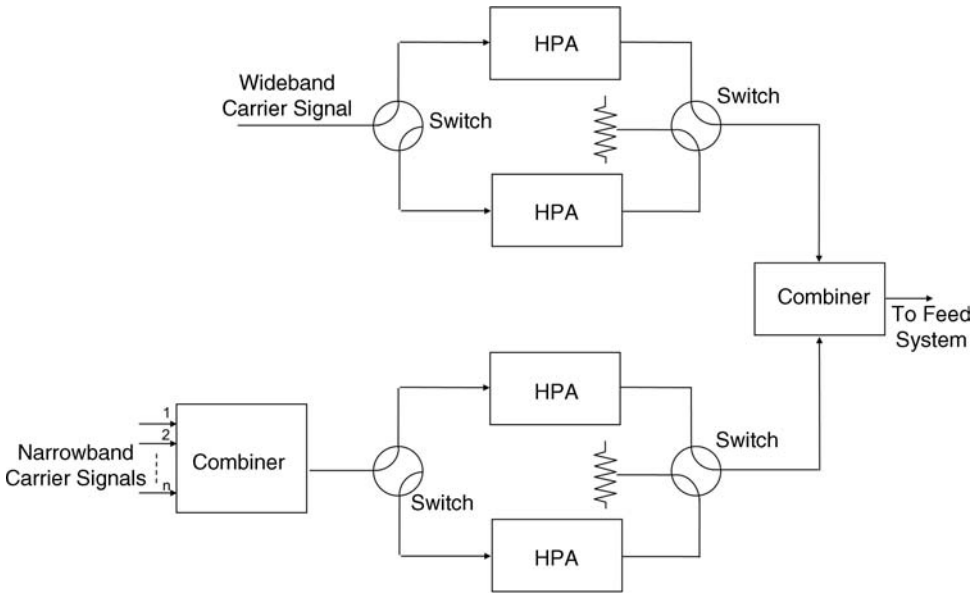 HPA
Wideband
Carrier Signal
Switch
Switch
HPA
Combiner
To Feed
System
HPA
1
2
n
Narrowband
Carrier Signals
Combiner
Switch
Switch
HPA